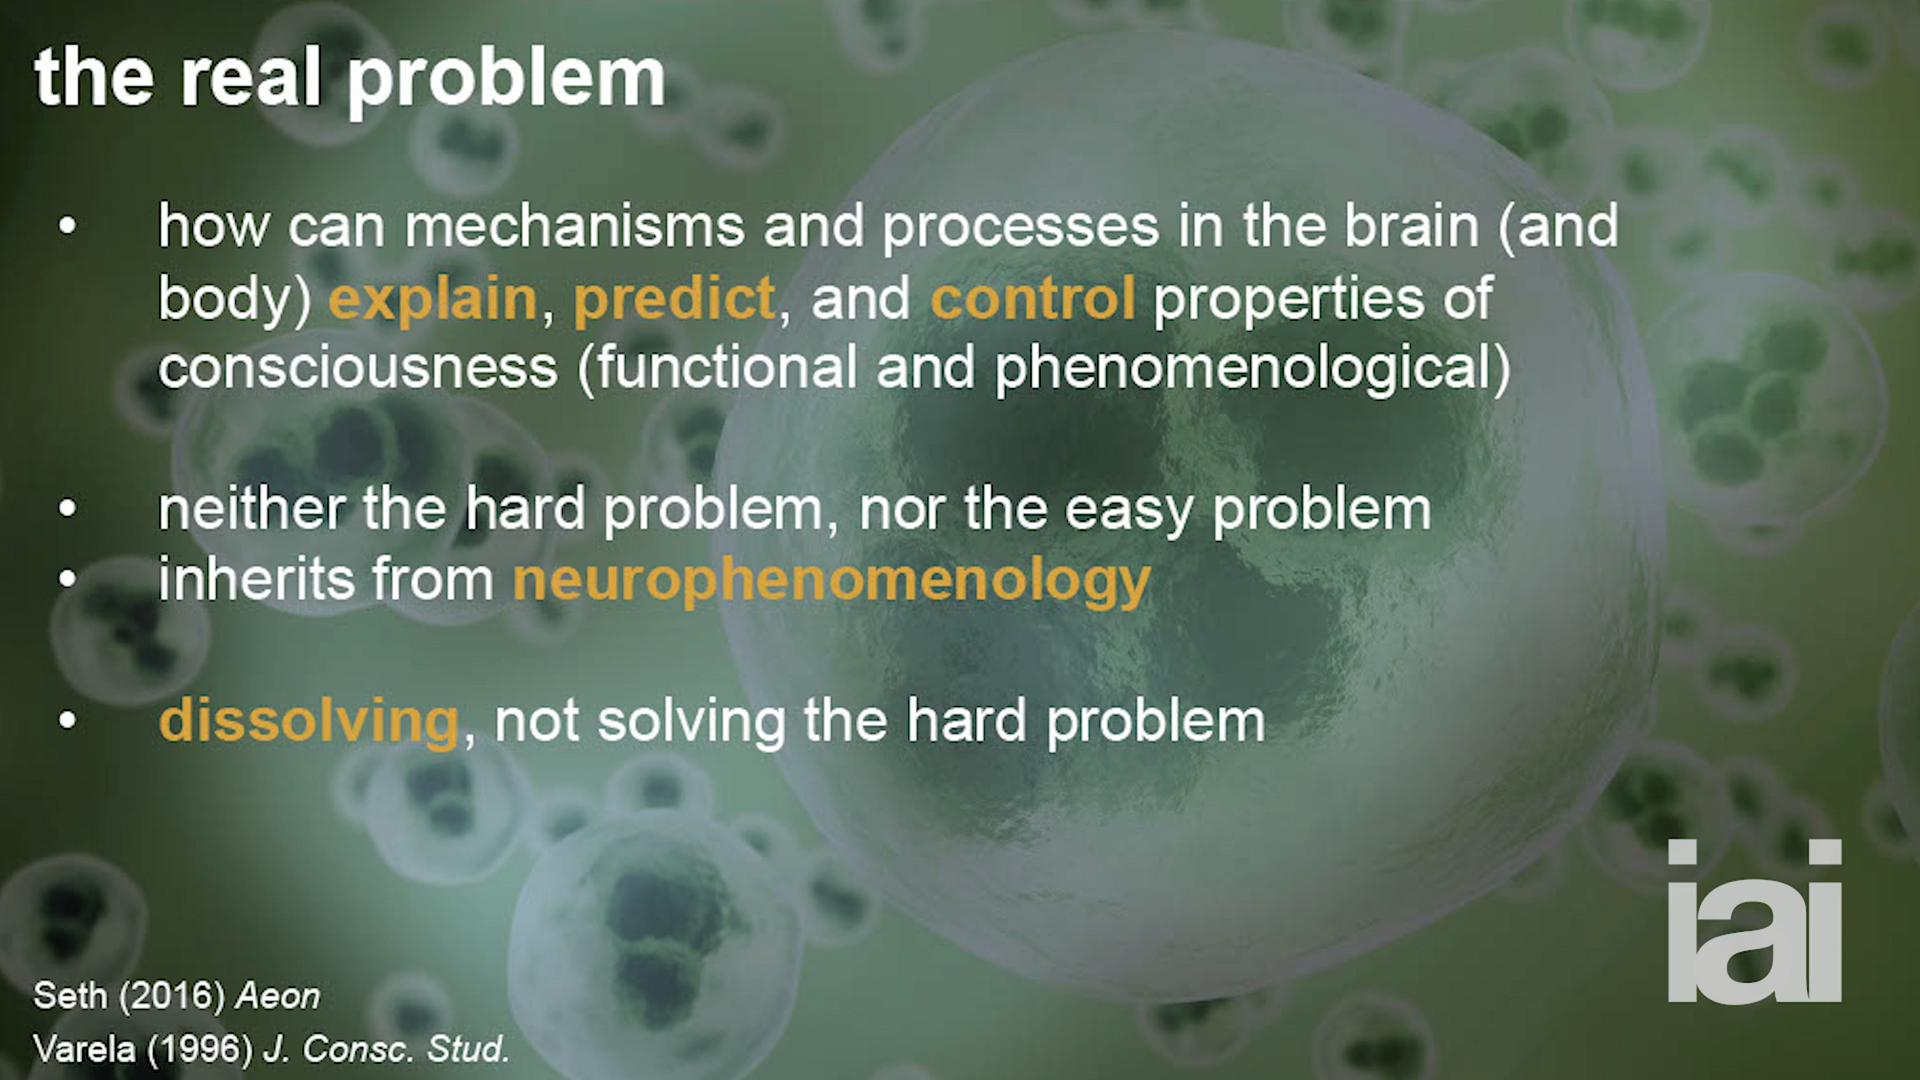 the real problem
• how can mechanisms and processes in the brain (and
body) explain, predict, and control properties of
consciousness (functional and phenomenological)
• neither the hard problem, nor the easy problem
• inherits from neurophenomenology
• dissolving, not solving the hard problem
iai
Seth (2016) Aeon
Varela (1996) J. Consc. Stud.